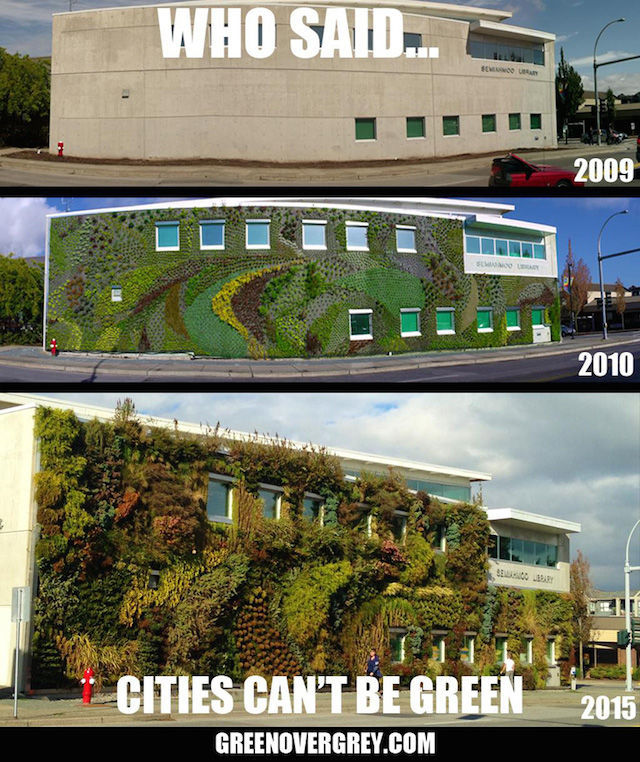 WHO SAID...
SEMIAHMOO LIBRARY
2009
SEMIAHMOO LIBRARY
2010
SEMIAHMOO LIBRARY
CITIES CAN'T BE GREEN
2015
GREENOVERGREY.COM